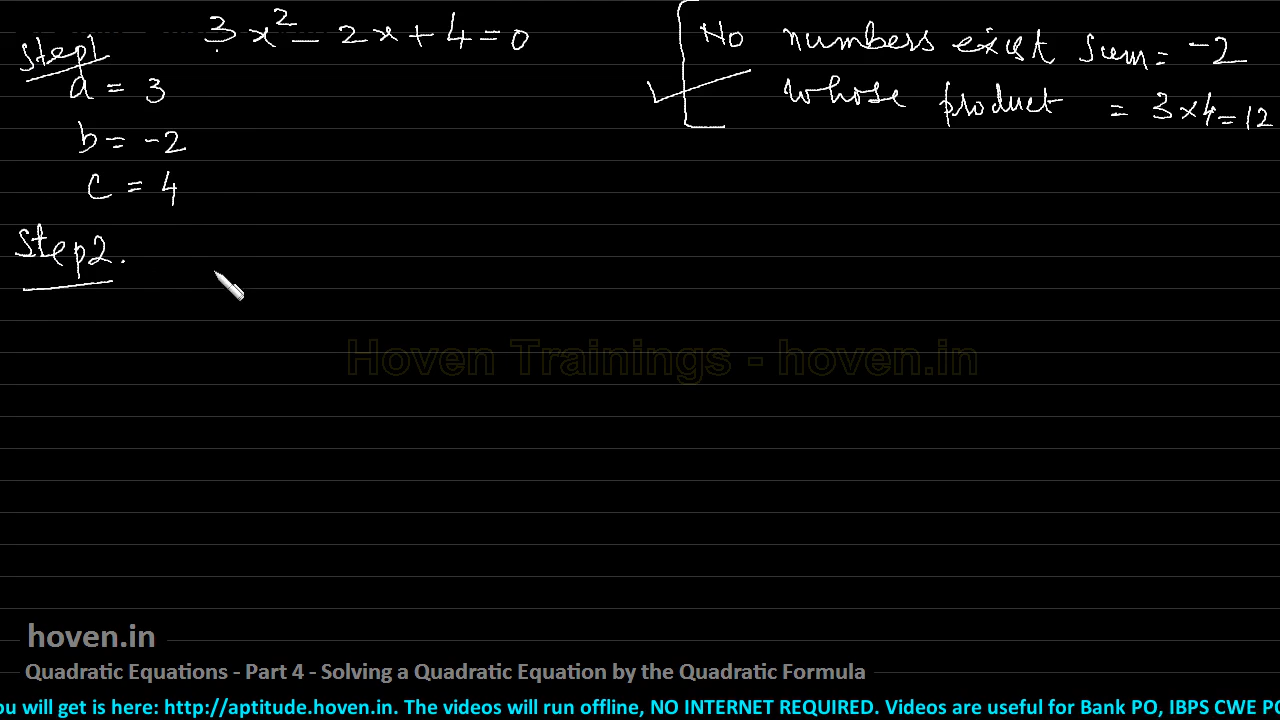 3x² - 2x + 4 = 0
Step1
a = 3
b = -2
c = 4
Step2.
No numbers exist sum = -2
whose product = 3 × 4 = 12
Hoven Trainings - hoven.in
hoven.in
Quadratic Equations - Part 4 - Solving a Quadratic Equation by the Quadratic Formula
ou will get is here: http://aptitude.hoven.in. The videos will run offline, NO INTERNET REQUIRED. Videos are useful for Bank PO, IBPS CWE PO